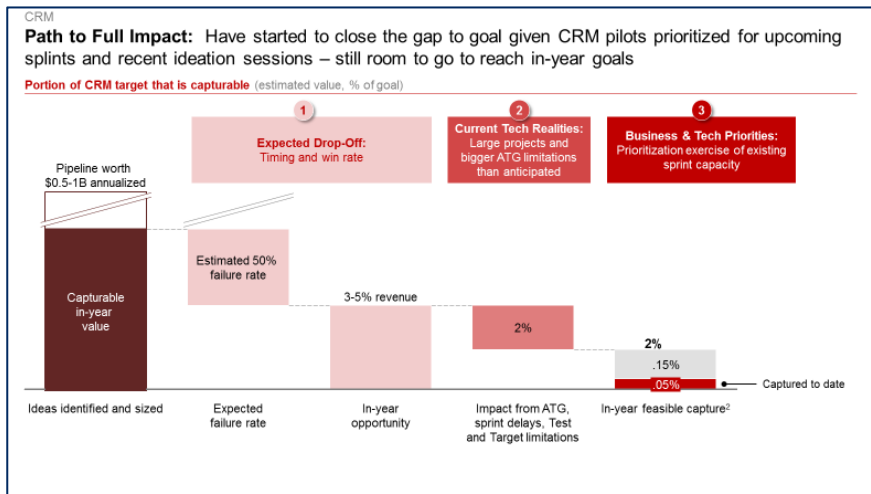 CRM
Path to Full Impact: Have started to close the gap to goal given CRM pilots prioritized for upcoming
splints and recent ideation sessions – still room to go to reach in-year goals
Portion of CRM target that is capturable (estimated value, % of goal)
1
Expected Drop-Off:
Timing and win rate
2
Current Tech Realities:
Large projects and
bigger ATG limitations
than anticipated
3
Business & Tech Priorities:
Prioritization exercise of existing
sprint capacity
Pipeline worth
$0.5-1B annualized
Capturable
in-year
value
Estimated 50%
failure rate
3-5% revenue
2%
2%
.15%
.05%
Captured to date
Ideas identified and sized
Expected
failure rate
In-year
opportunity
Impact from ATG,
sprint delays, Test
and Target limitations
In-year feasible capture2